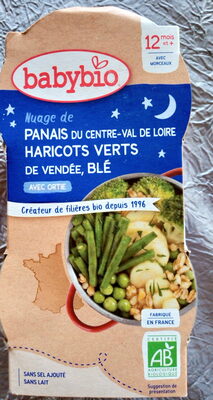 12 mois et +
AVEC
MORCEAUX
babybio
Nuage de
PANAIS DU CENTRE-VAL DE LOIRE
HARICOTS VERTS
DE VENDÉE, BLÉ
AVEC ORTIE
Créateur de filières bio depuis 1996
FABRIQUÉ
EN FRANCE
CERTIFIÉ
AB
AGRICULTURE
BIOLOGIQUE
SANS SEL AJOUTÉ
SANS LAIT
Suggestion de
présentation